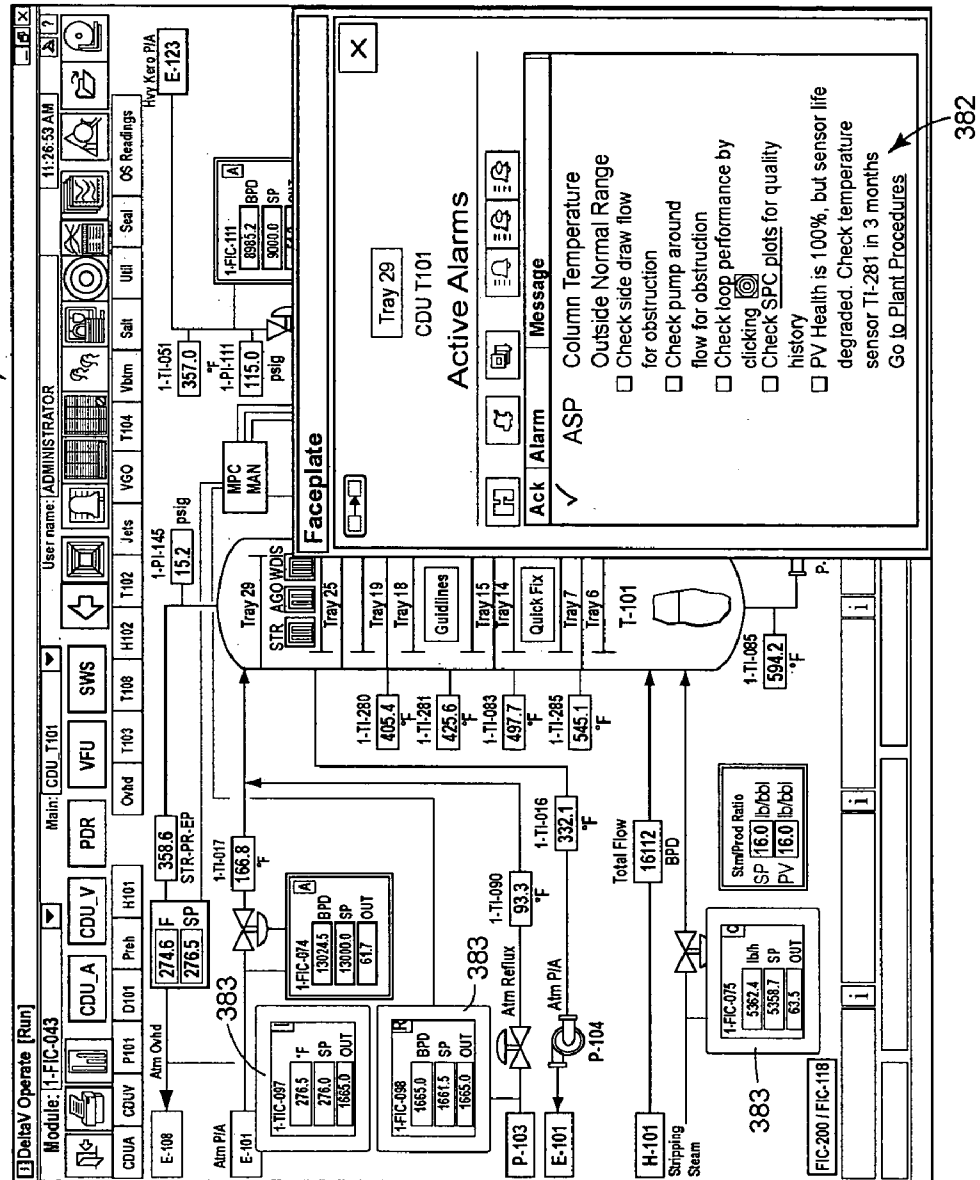 DeltaV Operate [Run]
Module: 1-FIC-043
Main: CDU_T101
User name: ADMINISTRATOR
11:26:53 AM
?
CDU_A
CDU_V
PDR
VFU
SWS
CDUA
CDUV
P101
D101
Preh
H101
Ovhd
T103
T108
H102
T102
Jets
VGO
T104
Vbtm
Salt
Util
Seal
OS Readings
Atm Ovhd
E-108
274.6 F
276.5 SP
358.6
STR-PR-EP
1-PI-145
15.2 psig
MPC
MAN
1-TI-051
357.0
°F
1-PI-111
115.0
psig
Hvy Kero P/A
E-123
1-FIC-111
A
8985.2 BPD
9000.0 SP
Atm P/A
E-101
383
1-TI-017
166.8
°F
1-TIC-097
276.5 °F
276.0 SP
1665.0 OUT
1-FIC-074
A
13024.5 BPD
13000.0 SP
61.7 OUT
1-FIC-098
R
1665.0 BPD
1661.5 SP
1665.0 OUT
383
P-103
Atm Reflux
1-TI-090
93.3
°F
E-101
Atm P/A
P-104
1-TI-016
332.1
°F
H-101
Stripping
Steam
Total Flow
16112
BPD
1-FIC-075
C
5362.4 lb/h
5358.7 SP
63.5 OUT
383
Stm/Prod Ratio
SP 16.0 lb/bbl
PV 16.0 lb/bbl
FIC-200 / FIC-118
1-TI-280
405.4
°F
1-TI-281
425.6
°F
1-TI-083
497.7
°F
1-TI-285
545.1
°F
1-TI-085
594.2
°F
Tray 29
STR AGO WDIS
Tray 25
Tray 19
Tray 18
Guidlines
Tray 15
Tray 14
Quick Fix
Tray 7
Tray 6
T-101
P-
i
i
i
Faceplate
X
Tray 29
CDU T101
Active Alarms
Ack Alarm Message
✓ ASP Column Temperature
Outside Normal Range
☐ Check side draw flow
for obstruction
☐ Check pump around
flow for obstruction
☐ Check loop performance by
clicking
☐ Check SPC plots for quality
history
☐ PV Health is 100%, but sensor life
degraded. Check temperature
sensor TI-281 in 3 months
Go to Plant Procedures
382